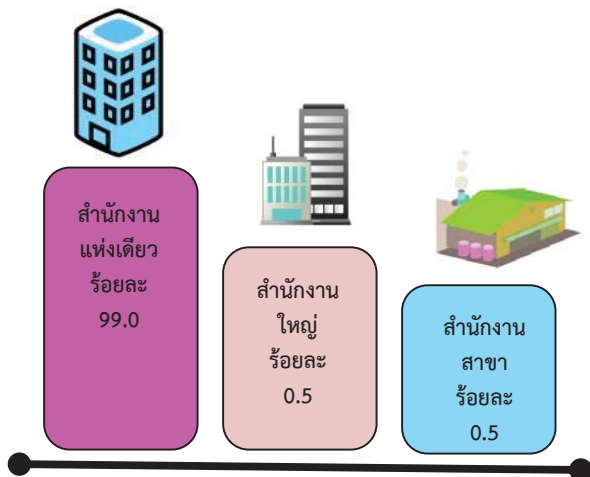 สำนักงาน
แห่งเดียว
ร้อยละ
99.0
สำนักงาน
ใหญ่
ร้อยละ
0.5
สำนักงาน
สาขา
ร้อยละ
0.5